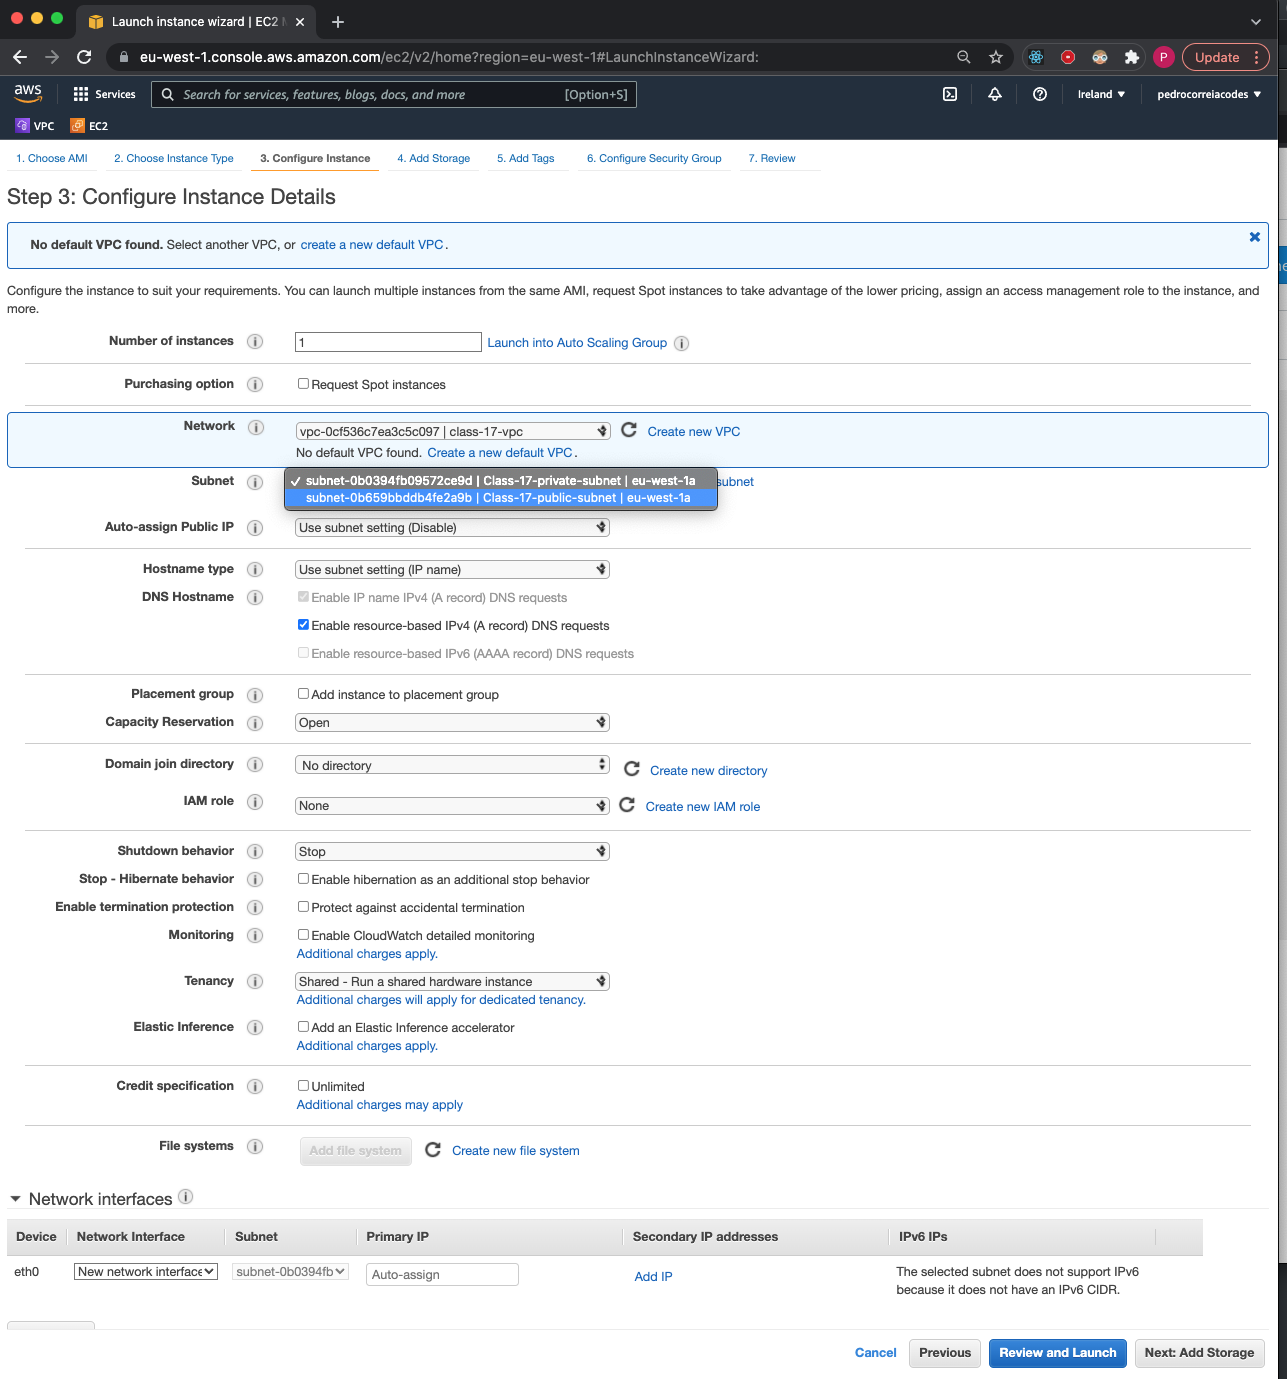 Launch instance wizard | EC2 M
eu-west-1.console.aws.amazon.com/ec2/v2/home?region=eu-west-1#LaunchInstanceWizard:
P
Update
aws
Services
Search for services, features, blogs, docs, and more
[Option+S]
Ireland
pedrocorreiacodes
VPC
EC2
1. Choose AMI
2. Choose Instance Type
3. Configure Instance
4. Add Storage
5. Add Tags
6. Configure Security Group
7. Review
Step 3: Configure Instance Details
No default VPC found. Select another VPC, or create a new default VPC.
Configure the instance to suit your requirements. You can launch multiple instances from the same AMI, request Spot instances to take advantage of the lower pricing, assign an access management role to the instance, and
more.
Number of instances
1
Launch into Auto Scaling Group
Purchasing option
Request Spot instances
Network
vpc-0cf536c7ea3c5c097 | class-17-vpc
Create new VPC
No default VPC found. Create a new default VPC.
Subnet
subnet-0b0394fb09572ce9d | Class-17-private-subnet | eu-west-1a
subnet
subnet-0b659bbddb4fe2a9b | Class-17-public-subnet | eu-west-1a
Auto-assign Public IP
Use subnet setting (Disable)
Hostname type
Use subnet setting (IP name)
DNS Hostname
Enable IP name IPv4 (A record) DNS requests
Enable resource-based IPv4 (A record) DNS requests
Enable resource-based IPv6 (AAAA record) DNS requests
Placement group
Add instance to placement group
Capacity Reservation
Open
Domain join directory
No directory
Create new directory
IAM role
None
Create new IAM role
Shutdown behavior
Stop
Stop - Hibernate behavior
Enable hibernation as an additional stop behavior
Enable termination protection
Protect against accidental termination
Monitoring
Enable CloudWatch detailed monitoring
Additional charges apply.
Tenancy
Shared - Run a shared hardware instance
Additional charges will apply for dedicated tenancy.
Elastic Inference
Add an Elastic Inference accelerator
Additional charges apply.
Credit specification
Unlimited
Additional charges may apply
File systems
Add file system
Create new file system
Network interfaces
Device
Network Interface
Subnet
Primary IP
Secondary IP addresses
IPv6 IPs
eth0
New network interface
subnet-0b0394fb
Auto-assign
Add IP
The selected subnet does not support IPv6
because it does not have an IPv6 CIDR.
Cancel
Previous
Review and Launch
Next: Add Storage